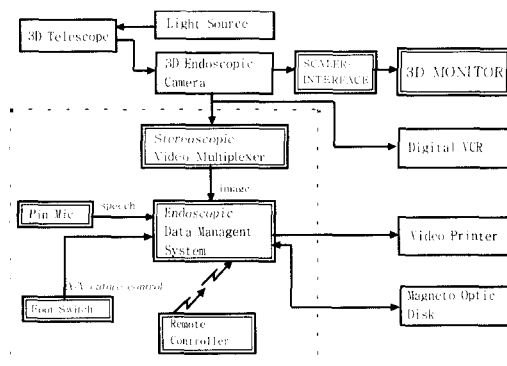 Light Source
3D Telescope
3D Endoscopic
Camera
SCALER-
INTERFACE
3D MONITOR
Stereoscopic
Video Multiplexer
Digital VCR
image
speech
Pin Mic
Endoscopic
Data Managent
System
Video Printer
control
Foot Switch
Magneto Optic
Disk
Remote
Controller